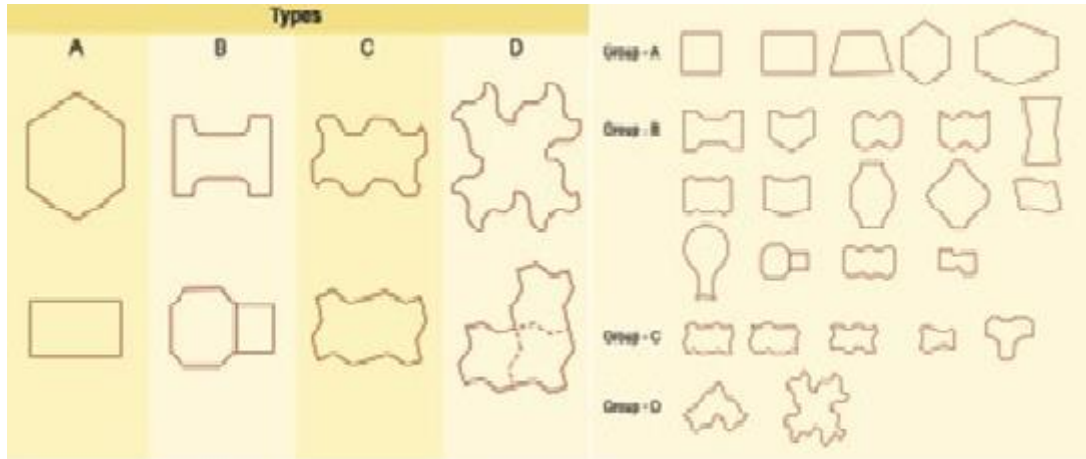 Types
A B C D
Group - A
Group - B
Group - C
Group - D